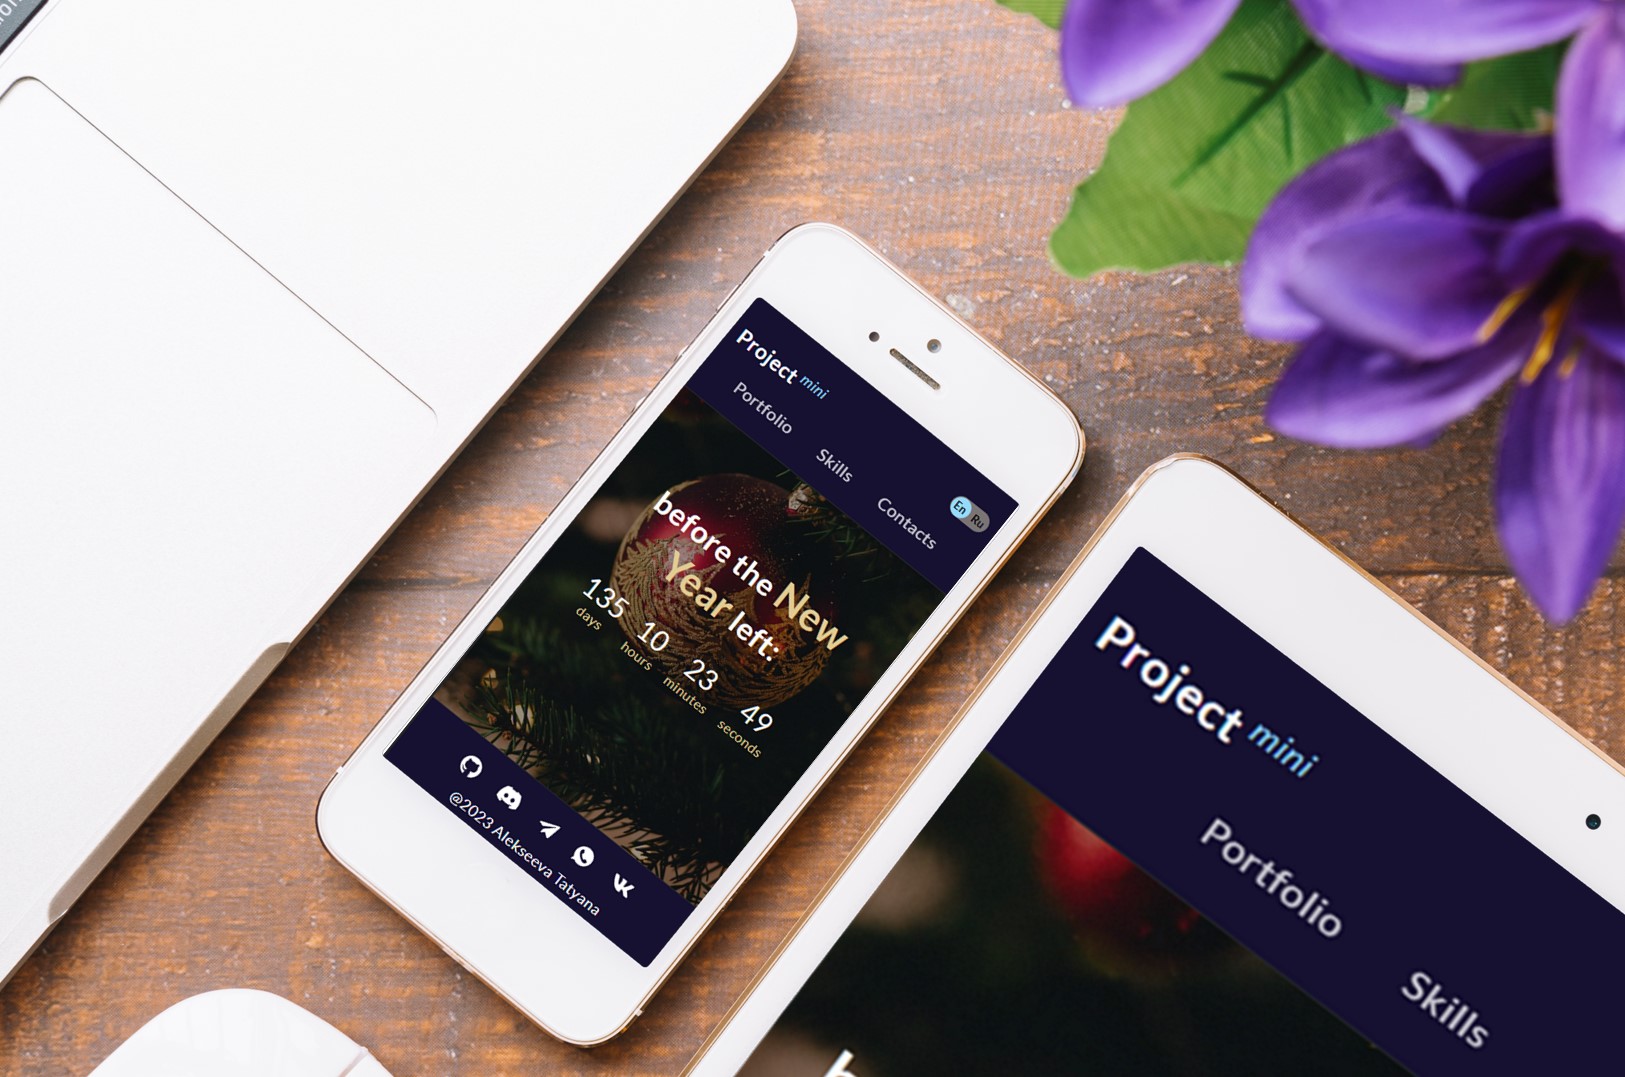 Project mini
Portfolio
Skills
Contacts
En Ru
before the New
Year left:
135 10 23 49
days hours minutes seconds
@2023 Alekseeva Tatyana
Project mini
Portfolio
Skills